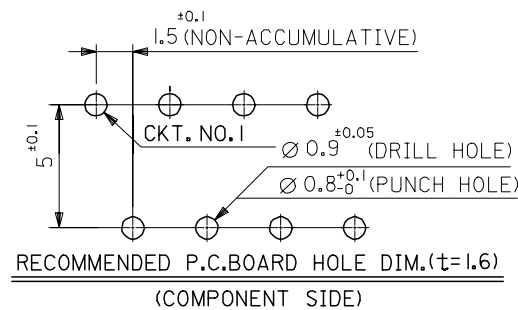 ±0.1
1.5 (NON-ACCUMULATIVE)
CKT. NO.1
5 ±0.1
Ø 0.9 ±0.05 (DRILL HOLE)
Ø 0.8 +0.1 -0 (PUNCH HOLE)
RECOMMENDED P.C.BOARD HOLE DIM.(t=1.6)
(COMPONENT SIDE)